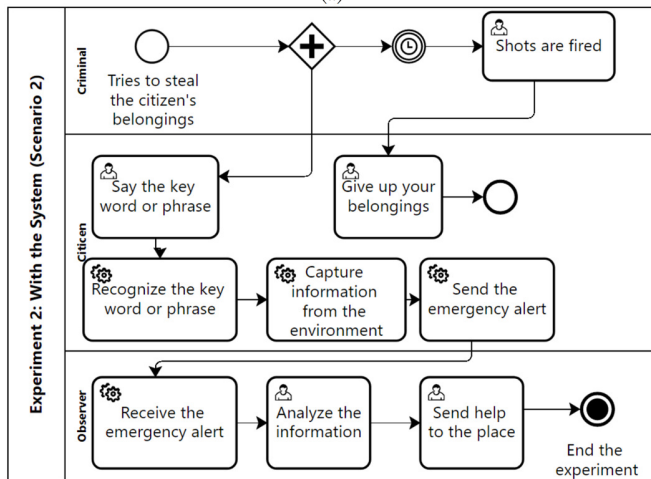 Experiment 2: With the System (Scenario 2)
Criminal
Tries to steal
the citizen's
belongings
Shots are fired
Citicen
Say the key
word or phrase
Give up your
belongings
Recognize the key
word or phrase
Capture
information
from the
environment
Send the
emergency alert
Observer
Receive the
emergency alert
Analyze the
information
Send help
to the place
End the
experiment